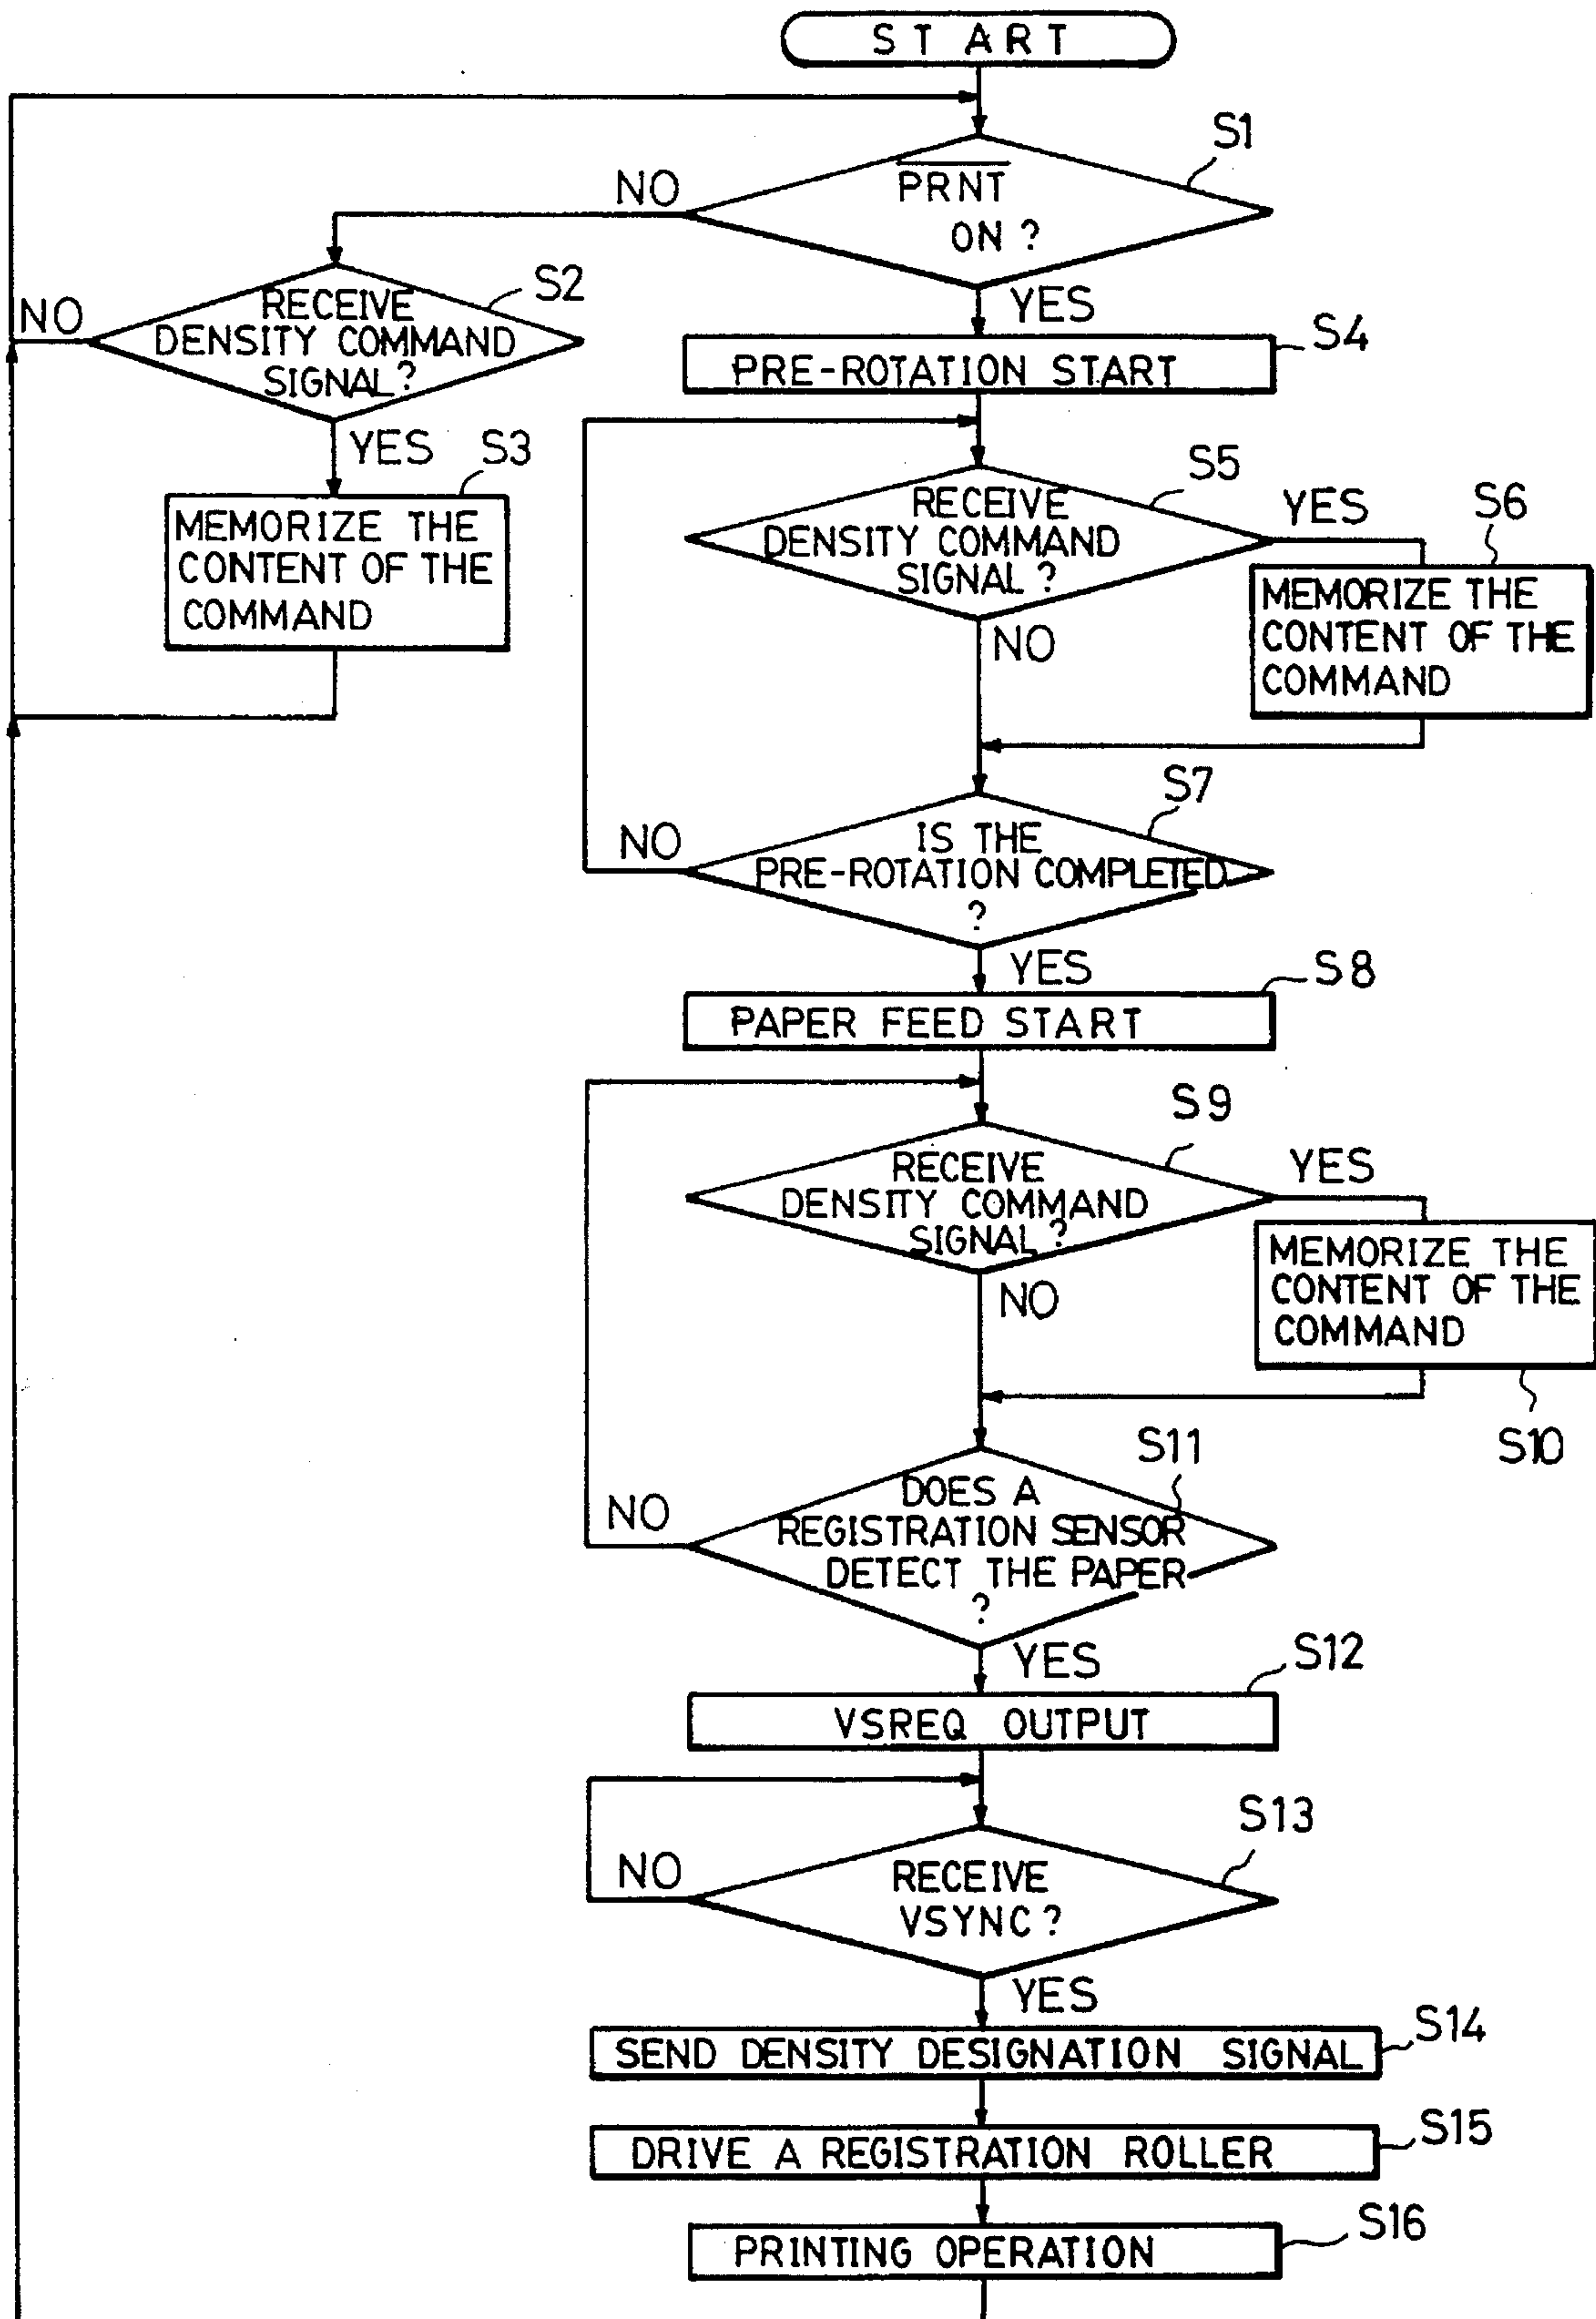 START
S1
PRNT
ON ?
NO
YES
S2
RECEIVE
DENSITY COMMAND
SIGNAL?
NO
YES
S3
MEMORIZE THE
CONTENT OF THE
COMMAND
S4
PRE-ROTATION START
S5
RECEIVE
DENSITY COMMAND
SIGNAL ?
YES
NO
S6
MEMORIZE THE
CONTENT OF THE
COMMAND
S7
IS THE
PRE-ROTATION COMPLETED
?
NO
YES
S8
PAPER FEED START
S9
RECEIVE
DENSITY COMMAND
SIGNAL ?
YES
NO
MEMORIZE THE
CONTENT OF THE
COMMAND
S10
S11
DOES A
REGISTRATION SENSOR
DETECT THE PAPER
?
NO
YES
S12
VSREQ OUTPUT
S13
RECEIVE
VSYNC ?
NO
YES
S14
SEND DENSITY DESIGNATION SIGNAL
S15
DRIVE A REGISTRATION ROLLER
S16
PRINTING OPERATION